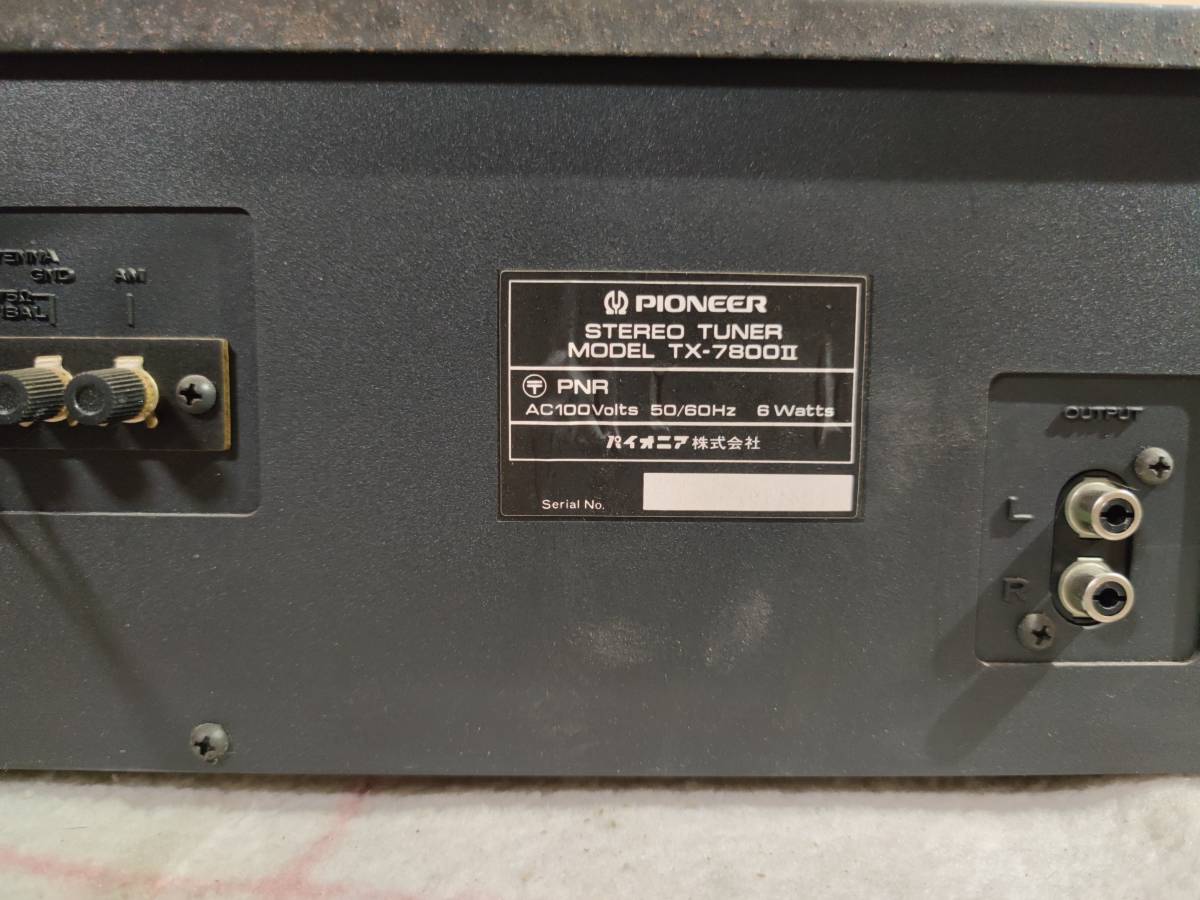 GND AM
PIONEER
STEREO TUNER
MODEL TX-7800II
〒 PNR
AC100Volts 50/60Hz 6 Watts
パイオニア株式会社
Serial No.
OUTPUT
L
R